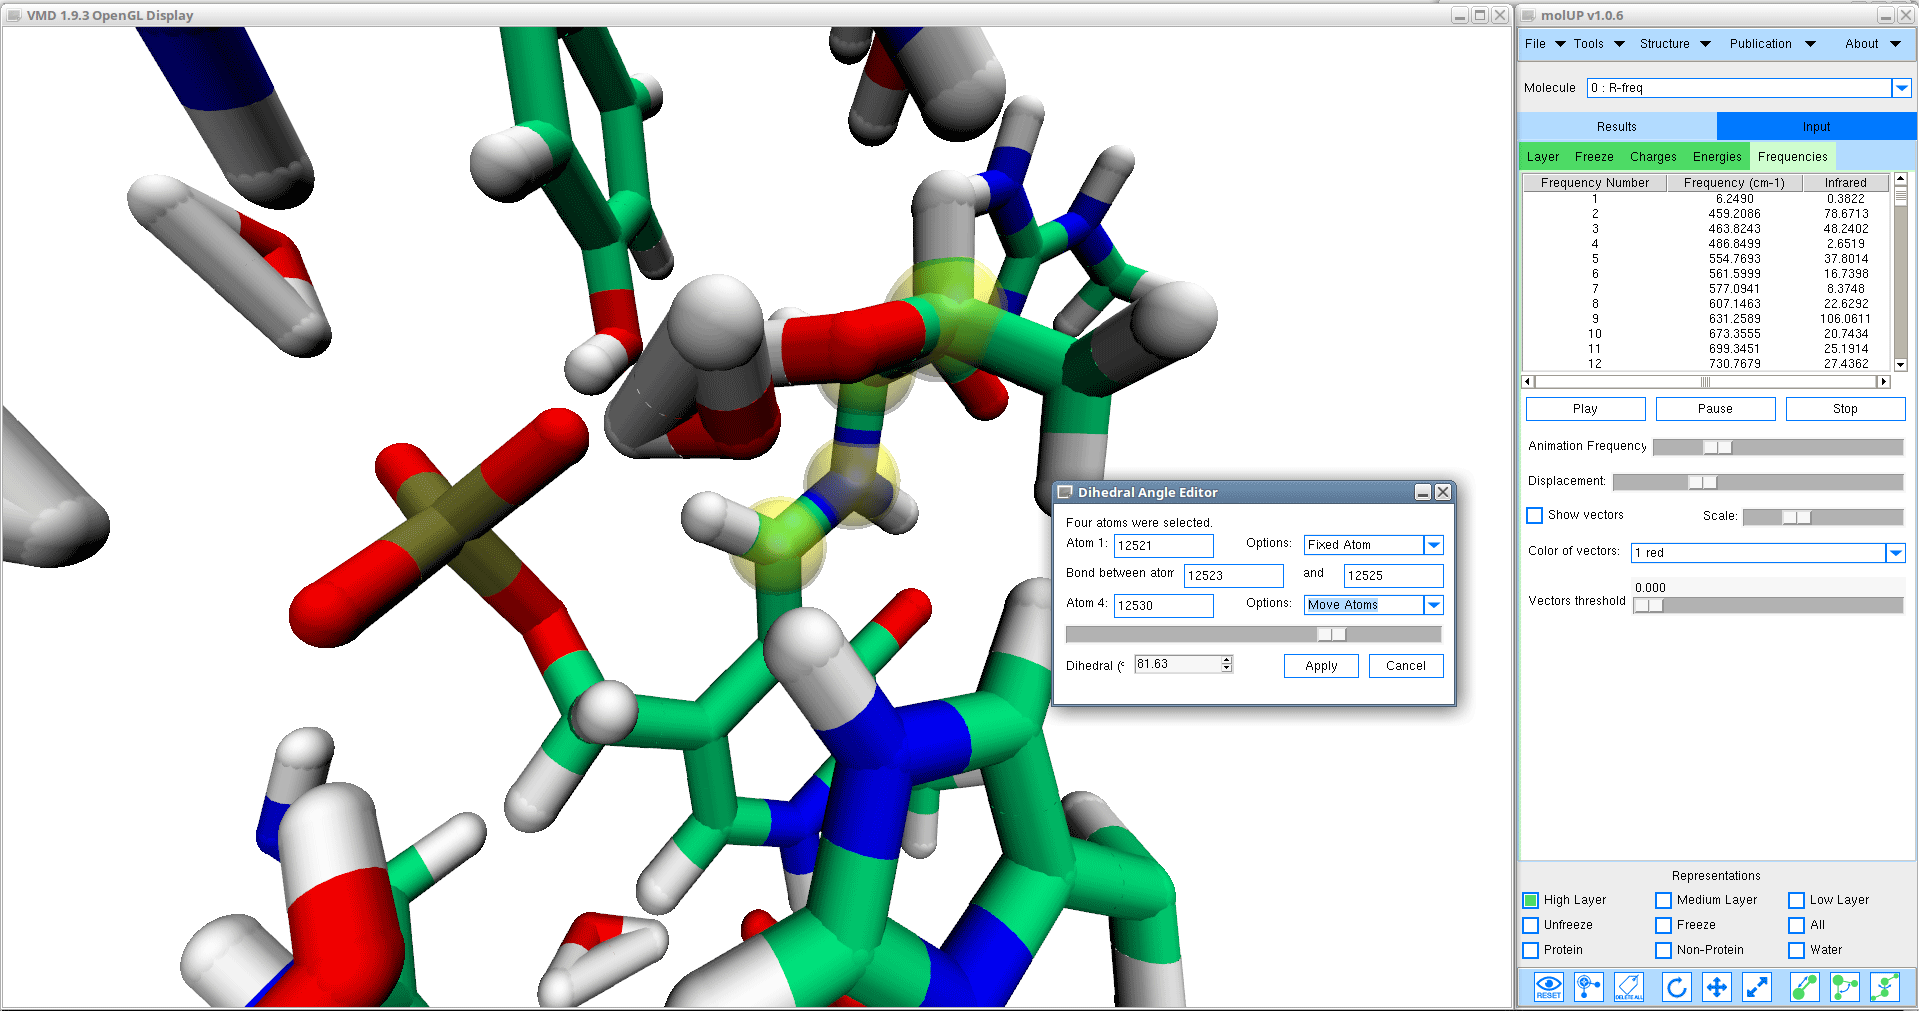 VMD 1.9.3 OpenGL Display
molUP v1.0.6
File Tools Structure Publication About
Molecule 0 : R-freq
Results Input
Layer Freeze Charges Energies Frequencies
Frequency Number Frequency (cm-1) Infrared
1 6.2490 0.3822
2 459.2086 78.6713
3 463.8243 48.2402
4 486.8499 2.6519
5 554.7693 37.8014
6 561.5999 16.7398
7 577.0941 8.3748
8 607.1463 22.6292
9 631.2589 106.0611
10 673.3555 20.7434
11 699.3451 25.1914
12 730.7679 27.4362
Play Pause Stop
Animation Frequency
Displacement:
Show vectors Scale:
Color of vectors: 1 red
0.000
Vectors threshold
Dihedral Angle Editor
Four atoms were selected.
Atom 1: 12521 Options: Fixed Atom
Bond between atom 12523 and 12525
Atom 4: 12530 Options: Move Atoms
Dihedral (° 81.63 Apply Cancel
Representations
High Layer Medium Layer Low Layer
Unfreeze Freeze All
Protein Non-Protein Water
RESET
DELETE ALL